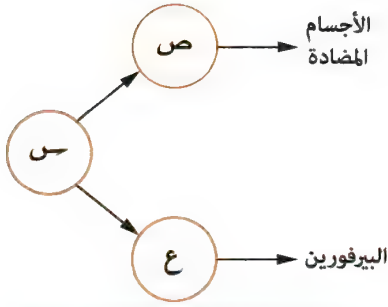 ص
الأجسام
المضادة
س
ع
البيرفورين